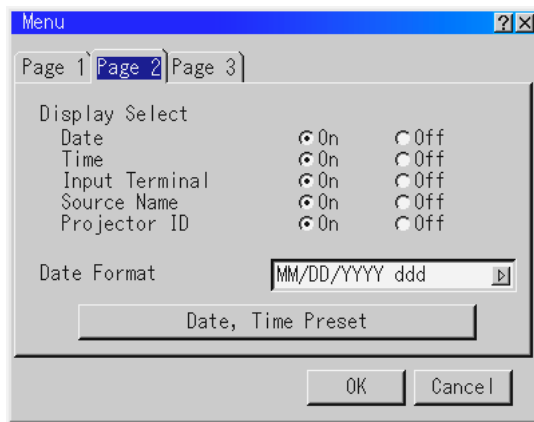 Menu
Page 1 Page 2 Page 3
Display Select
Date On Off
Time On Off
Input Terminal On Off
Source Name On Off
Projector ID On Off
Date Format MM/DD/YYYY ddd
Date, Time Preset
OK Cancel